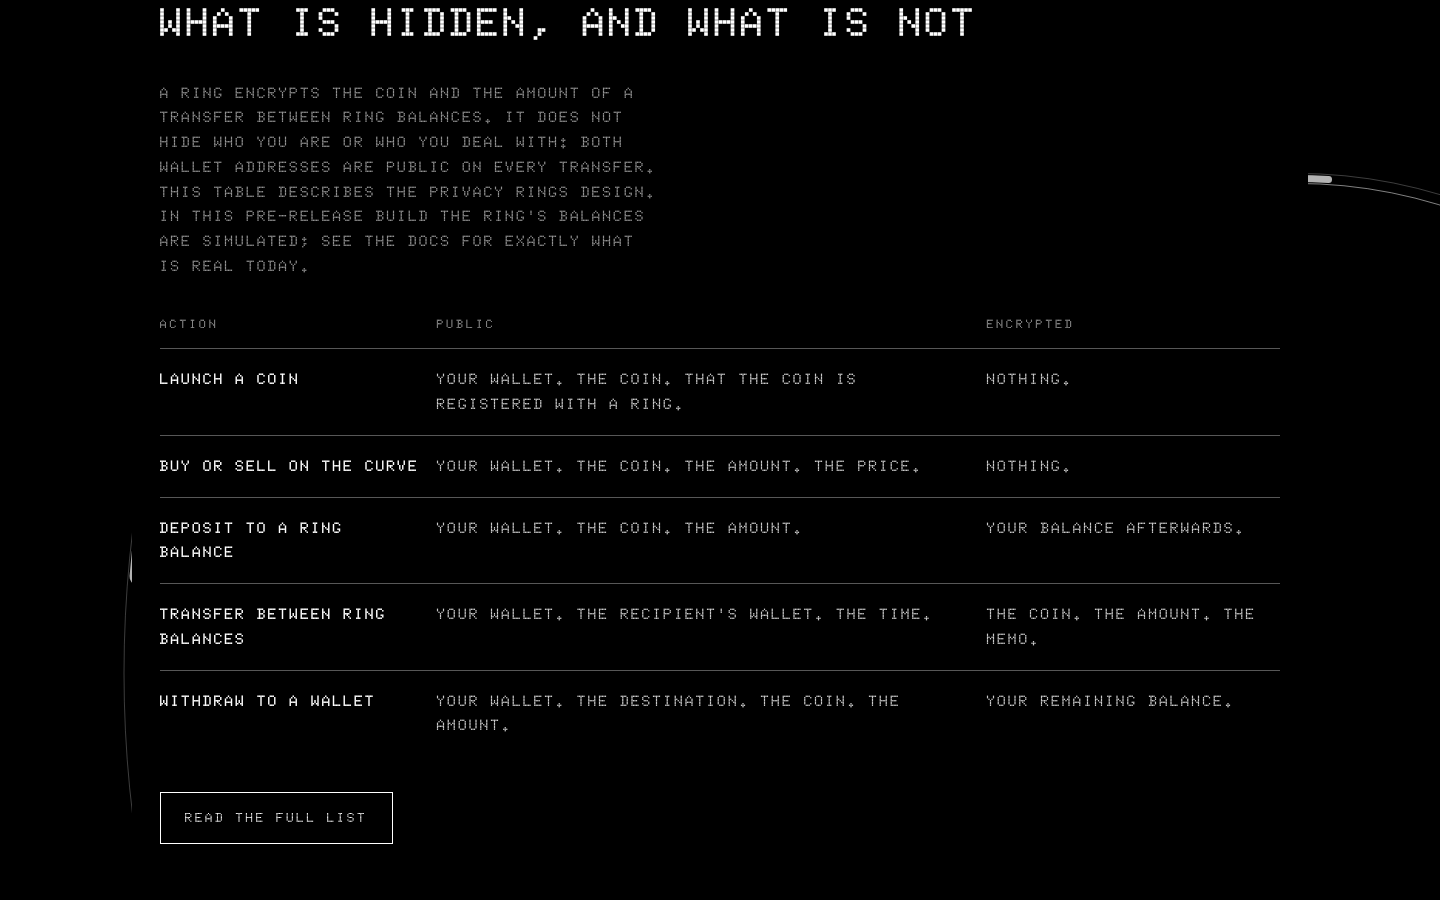 WHAT IS HIDDEN, AND WHAT IS NOT
A RING ENCRYPTS THE COIN AND THE AMOUNT OF A
TRANSFER BETWEEN RING BALANCES. IT DOES NOT
HIDE WHO YOU ARE OR WHO YOU DEAL WITH: BOTH
WALLET ADDRESSES ARE PUBLIC ON EVERY TRANSFER.
THIS TABLE DESCRIBES THE PRIVACY RINGS DESIGN.
IN THIS PRE-RELEASE BUILD THE RING'S BALANCES
ARE SIMULATED; SEE THE DOCS FOR EXACTLY WHAT
IS REAL TODAY.
ACTION PUBLIC ENCRYPTED
LAUNCH A COIN YOUR WALLET. THE COIN. THAT THE COIN IS NOTHING.
REGISTERED WITH A RING.
BUY OR SELL ON THE CURVE YOUR WALLET. THE COIN. THE AMOUNT. THE PRICE. NOTHING.
DEPOSIT TO A RING YOUR WALLET. THE COIN. THE AMOUNT. YOUR BALANCE AFTERWARDS.
BALANCE
TRANSFER BETWEEN RING YOUR WALLET. THE RECIPIENT'S WALLET. THE TIME. THE COIN. THE AMOUNT. THE
BALANCES MEMO.
WITHDRAW TO A WALLET YOUR WALLET. THE DESTINATION. THE COIN. THE YOUR REMAINING BALANCE.
AMOUNT.
READ THE FULL LIST